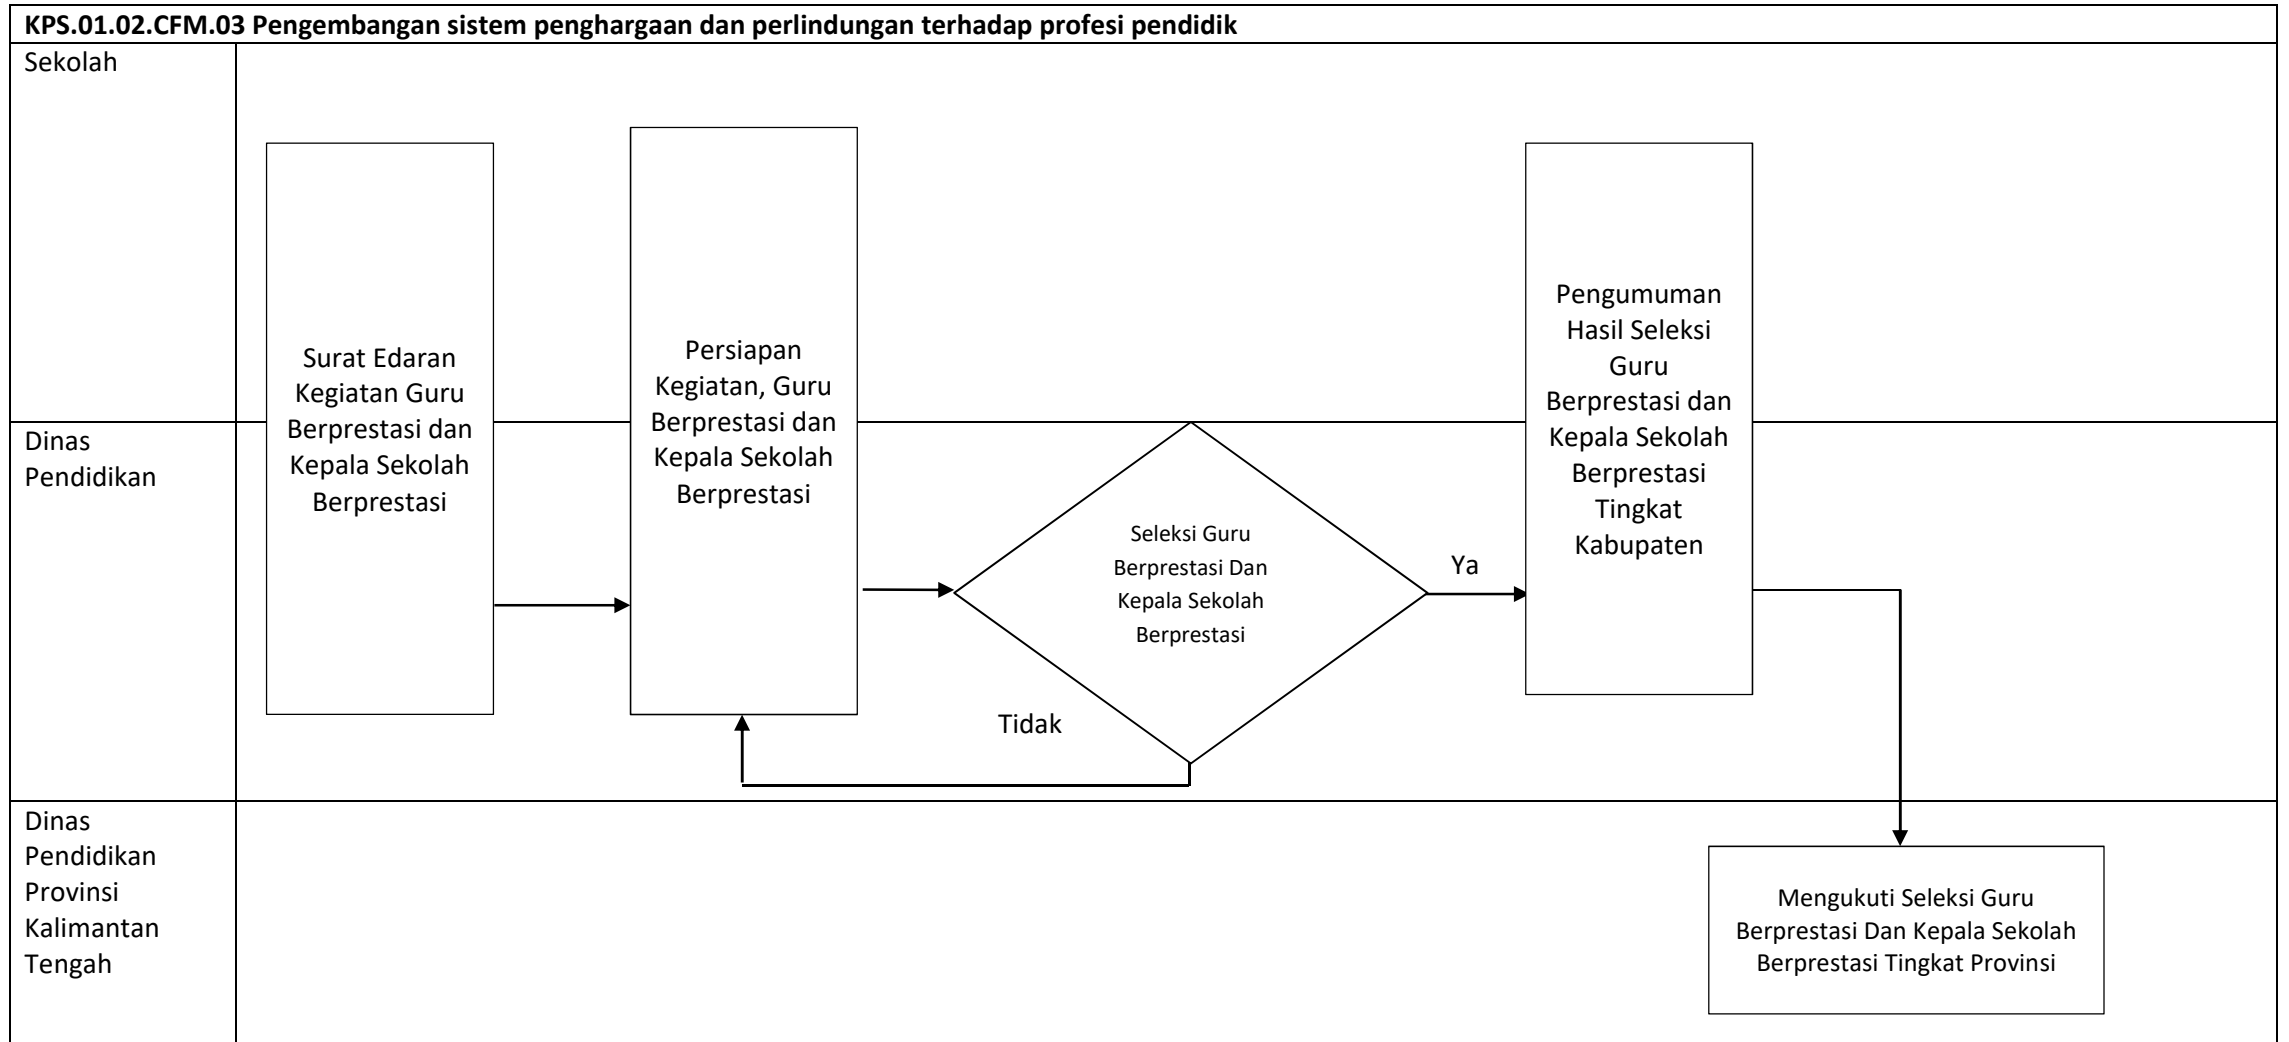 KPS.01.02.CFM.03 Pengembangan sistem penghargaan dan perlindungan terhadap profesi pendidik
Sekolah
Surat Edaran
Kegiatan Guru
Berprestasi dan
Kepala Sekolah
Berprestasi
Persiapan
Kegiatan, Guru
Berprestasi dan
Kepala Sekolah
Berprestasi
Pengumuman
Hasil Seleksi
Guru
Berprestasi dan
Kepala Sekolah
Berprestasi
Tingkat
Kabupaten
Dinas
Pendidikan
Seleksi Guru
Berprestasi Dan
Kepala Sekolah
Berprestasi
Ya
Tidak
Dinas
Pendidikan
Provinsi
Kalimantan
Tengah
Mengukuti Seleksi Guru
Berprestasi Dan Kepala Sekolah
Berprestasi Tingkat Provinsi